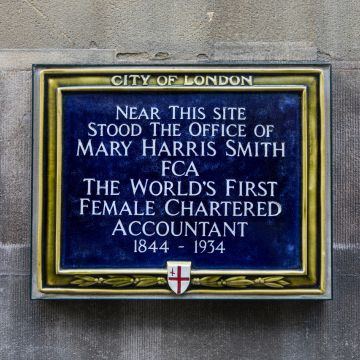 CITY OF LONDON
NEAR THIS SITE
STOOD THE OFFICE OF
MARY HARRIS SMITH
FCA
THE WORLD'S FIRST
FEMALE CHARTERED
ACCOUNTANT
1844 - 1934